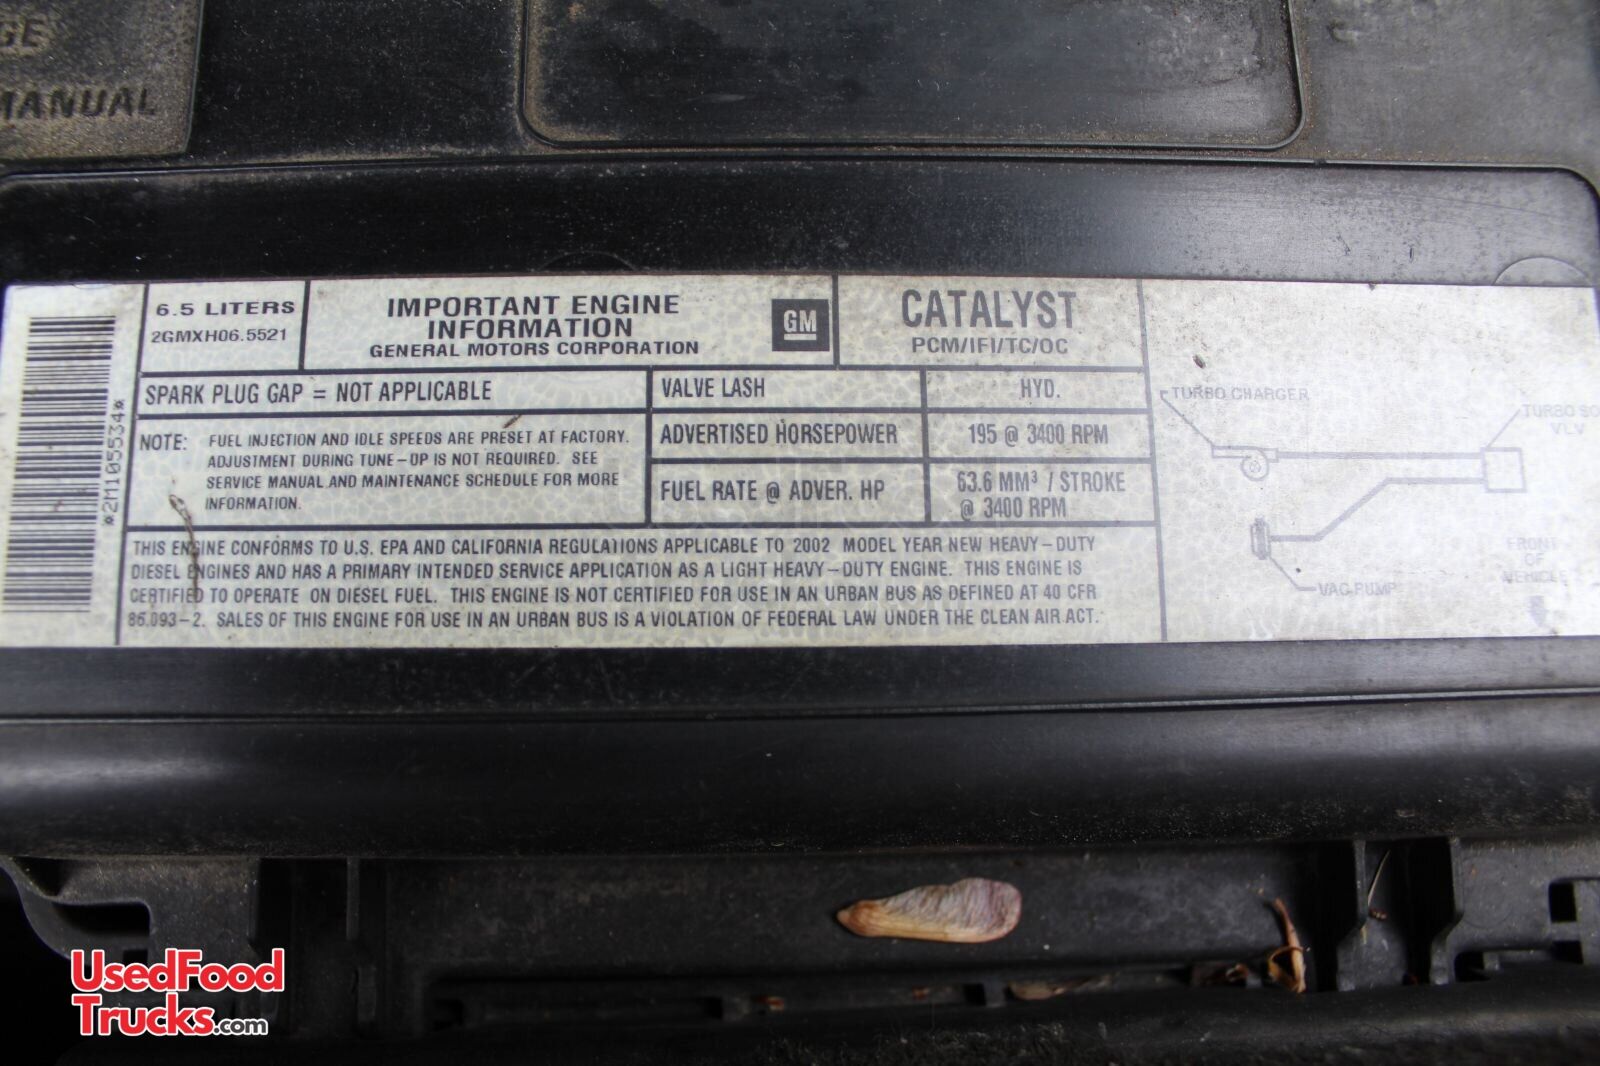 GE
MANUAL
*2M105534*
6.5 LITERS
2GMXH06.5521
IMPORTANT ENGINE
INFORMATION
GENERAL MOTORS CORPORATION
GM
CATALYST
PCM/IFI/TC/OC
SPARK PLUG GAP = NOT APPLICABLE
NOTE: FUEL INJECTION AND IDLE SPEEDS ARE PRESET AT FACTORY.
ADJUSTMENT DURING TUNE-UP IS NOT REQUIRED. SEE
SERVICE MANUAL AND MAINTENANCE SCHEDULE FOR MORE
INFORMATION.
VALVE LASH HYD.
ADVERTISED HORSEPOWER 195 @ 3400 RPM
FUEL RATE @ ADVER. HP 63.6 MM³ / STROKE
@ 3400 RPM
THIS ENGINE CONFORMS TO U.S. EPA AND CALIFORNIA REGULATIONS APPLICABLE TO 2002 MODEL YEAR NEW HEAVY-DUTY
DIESEL ENGINES AND HAS A PRIMARY INTENDED SERVICE APPLICATION AS A LIGHT HEAVY-DUTY ENGINE. THIS ENGINE IS
CERTIFIED TO OPERATE ON DIESEL FUEL. THIS ENGINE IS NOT CERTIFIED FOR USE IN AN URBAN BUS AS DEFINED AT 40 CFR
86.093-2. SALES OF THIS ENGINE FOR USE IN AN URBAN BUS IS A VIOLATION OF FEDERAL LAW UNDER THE CLEAN AIR ACT.
A
TURBO CHARGER
TURBO SO
VLV
VAC PUMP
FRONT
OF
VEHICLE
UsedFood
Trucks.com